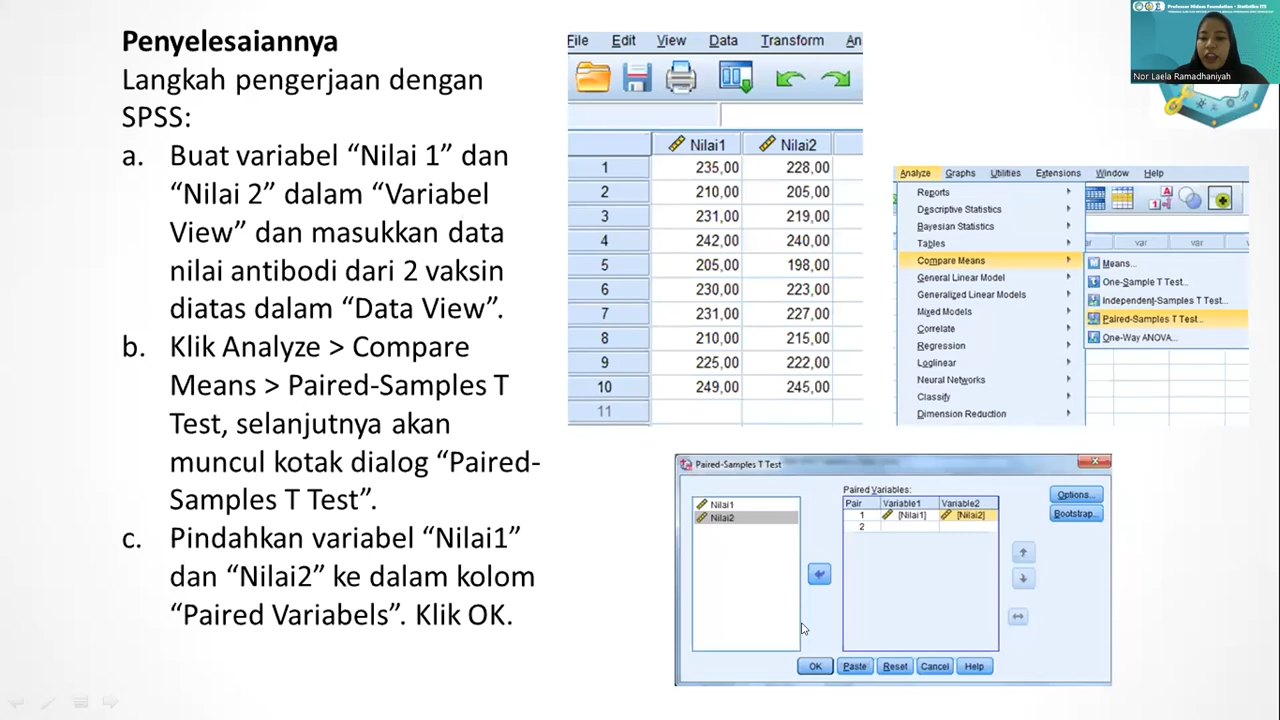 Penyelesaiannya
Langkah pengerjaan dengan
SPSS:
a. Buat variabel “Nilai 1” dan
“Nilai 2” dalam “Variabel
View” dan masukkan data
nilai antibodi dari 2 vaksin
diatas dalam “Data View”.
b. Klik Analyze > Compare
Means > Paired-Samples T
Test, selanjutnya akan
muncul kotak dialog “Paired-
Samples T Test”.
c. Pindahkan variabel “Nilai1”
dan “Nilai2” ke dalam kolom
“Paired Variabels”. Klik OK.
File Edit View Data Transform An
Nilai1 Nilai2
1 235,00 228,00
2 210,00 205,00
3 231,00 219,00
4 242,00 240,00
5 205,00 198,00
6 230,00 223,00
7 231,00 227,00
8 210,00 215,00
9 225,00 222,00
10 249,00 245,00
11
Professor Nidom Foundation - Statistika ITS
Nor Laela Ramadhaniyah
Analyze Graphs Utilities Extensions Window Help
Reports
Descriptive Statistics
Bayesian Statistics
Tables
Compare Means
General Linear Model
Generalized Linear Models
Mixed Models
Correlate
Regression
Loglinear
Neural Networks
Classify
Dimension Reduction
var var var
Means...
One-Sample T Test...
Independent-Samples T Test...
Paired-Samples T Test...
One-Way ANOVA...
Paired-Samples T Test
Nilai1
Nilai2
Paired Variables:
Pair Variable1 Variable2
1 [Nilai1] [Nilai2]
2
Options...
Bootstrap...
OK Paste Reset Cancel Help